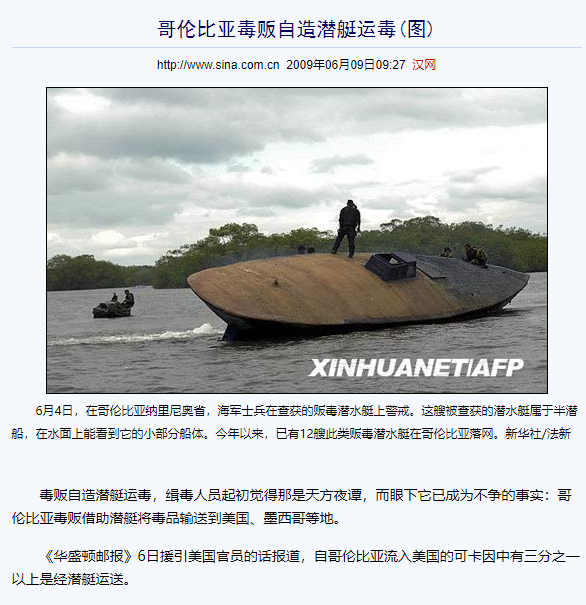 哥伦比亚毒贩自造潜艇运毒(图)
http://www.sina.com.cn 2009年06月09日09:27 汉网
XINHUANET/AFP
6月4日，在哥伦比亚纳里尼奥省，海军士兵在查获的贩毒潜水艇上警戒。这艘被查获的潜水艇属于半潜
船，在水面上能看到它的小部分船体。今年以来，已有12艘此类贩毒潜水艇在哥伦比亚落网。新华社/法新
毒贩自造潜艇运毒，缉毒人员起初觉得那是天方夜谭，而眼下它已成为不争的事实：哥
伦比亚毒贩借助潜艇将毒品输送到美国、墨西哥等地。
《华盛顿邮报》6日援引美国官员的话报道，自哥伦比亚流入美国的可卡因中有三分之一
以上是经潜艇运送。